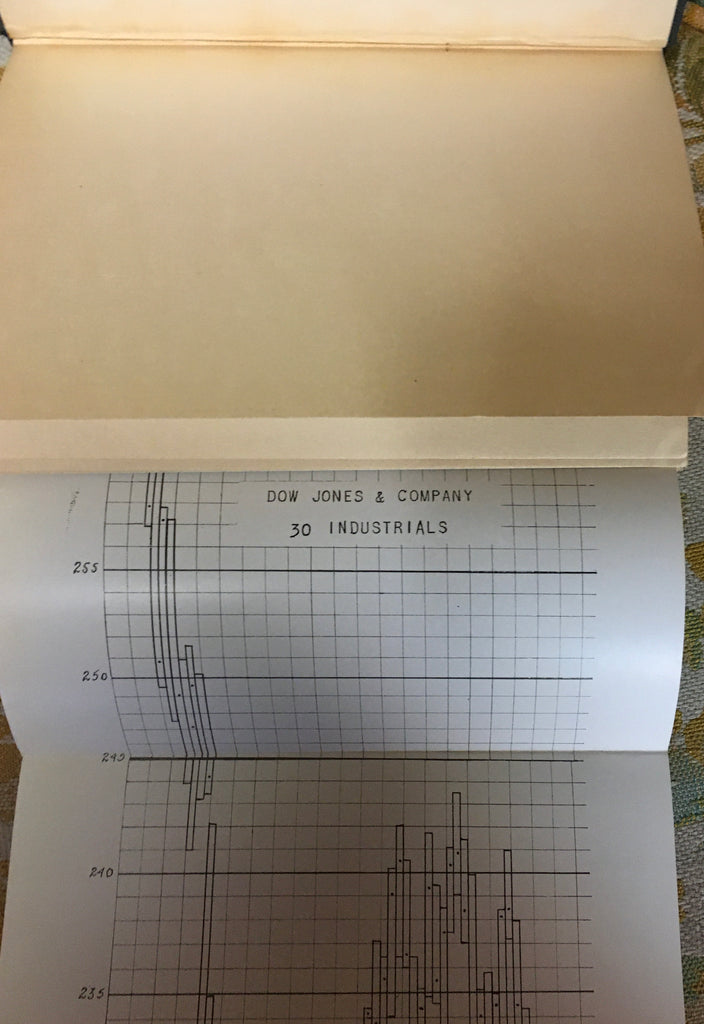 DOW JONES & COMPANY
30 INDUSTRIALS
255
250
245
240
235